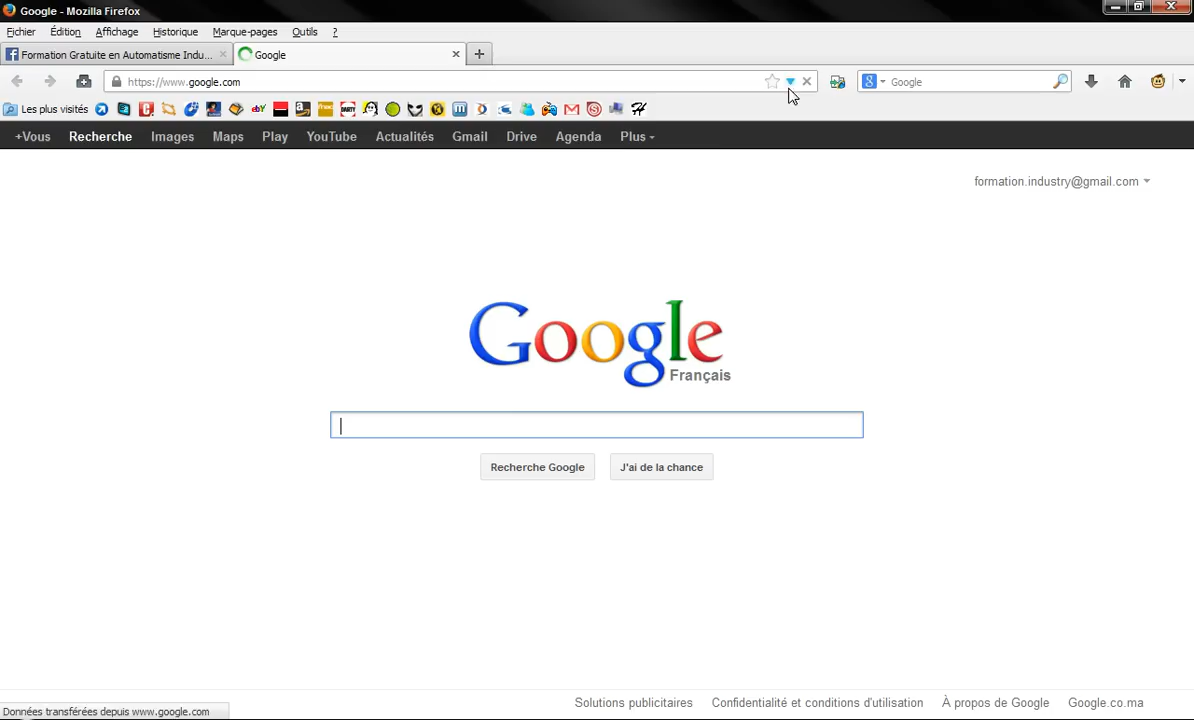 Google - Mozilla Firefox
Fichier Édition Affichage Historique Marque-pages Outils ?
Formation Gratuite en Automatisme Indu... Google
https://www.google.com Google
Les plus visités
+Vous Recherche Images Maps Play YouTube Actualités Gmail Drive Agenda Plus
formation.industry@gmail.com
Google
Français
Recherche Google J'ai de la chance
Solutions publicitaires Confidentialité et conditions d'utilisation À propos de Google Google.co.ma
Données transférées depuis www.google.com